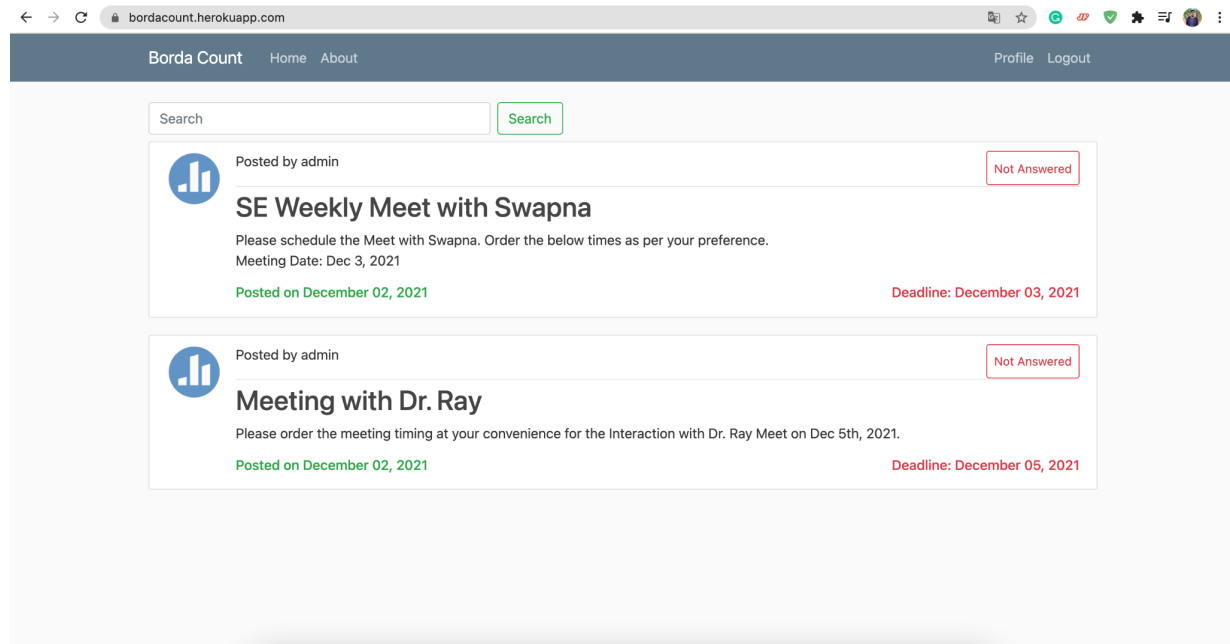 bordacount.herokuapp.com
Borda Count Home About Profile Logout
Search Search
Posted by admin Not Answered
SE Weekly Meet with Swapna
Please schedule the Meet with Swapna. Order the below times as per your preference.
Meeting Date: Dec 3, 2021
Posted on December 02, 2021 Deadline: December 03, 2021
Posted by admin Not Answered
Meeting with Dr. Ray
Please order the meeting timing at your convenience for the Interaction with Dr. Ray Meet on Dec 5th, 2021.
Posted on December 02, 2021 Deadline: December 05, 2021